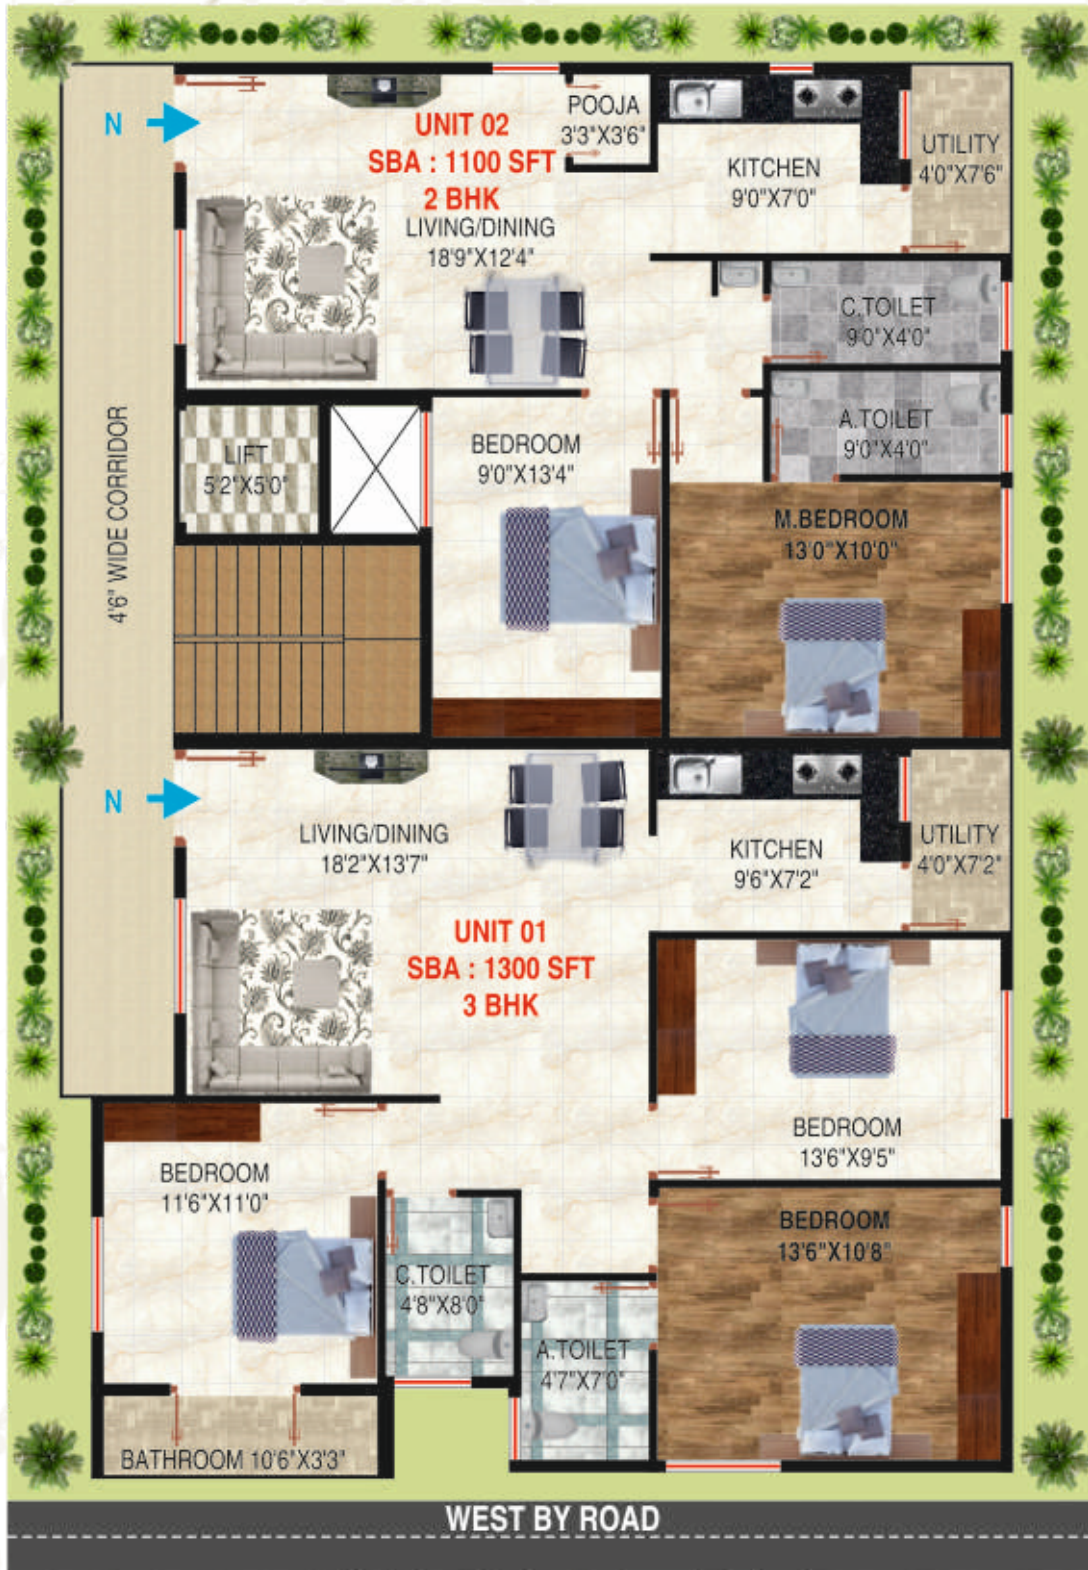 N
UNIT 02
SBA : 1100 SFT
2 BHK
LIVING/DINING
18'9"X12'4"
POOJA
3'3"X3'6"
KITCHEN
9'0"X7'0"
UTILITY
4'0"X7'6"
C.TOILET
9'0"X4'0"
A.TOILET
9'0"X4'0"
LIFT
5'2"X5'0"
BEDROOM
9'0"X13'4"
M.BEDROOM
13'0"X10'0"
4'6" WIDE CORRIDOR
N
LIVING/DINING
18'2"X13'7"
KITCHEN
9'6"X7'2"
UTILITY
4'0"X7'2"
UNIT 01
SBA : 1300 SFT
3 BHK
BEDROOM
13'6"X9'5"
BEDROOM
11'6"X11'0"
BEDROOM
13'6"X10'8"
C.TOILET
4'8"X8'0"
A.TOILET
4'7"X7'0"
BATHROOM 10'6"X3'3"
WEST BY ROAD